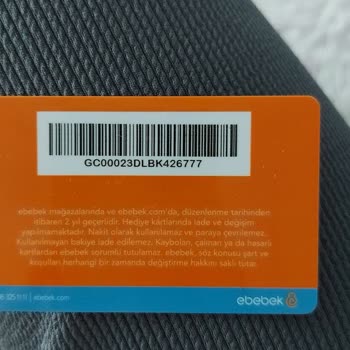 GC00023DLBK426777
ebebek mağazalarında ve ebebek.com'da, düzenlenme tarihinden
itibaren 2 yıl geçerlidir. Hediye kartlarında iade ve değişim
yapılmamaktadır. Nakit olarak kullanılamaz ve paraya çevrilemez.
Kullanılmayan bakiye iade edilemez. Kaybolan, çalınan ya da hasarlı
kartlardan ebebek sorumlu tutulamaz. ebebek, söz konusu şart ve
koşulları herhangi bir zamanda değiştirme hakkını saklı tutar.
| ebebek.com
ebebek